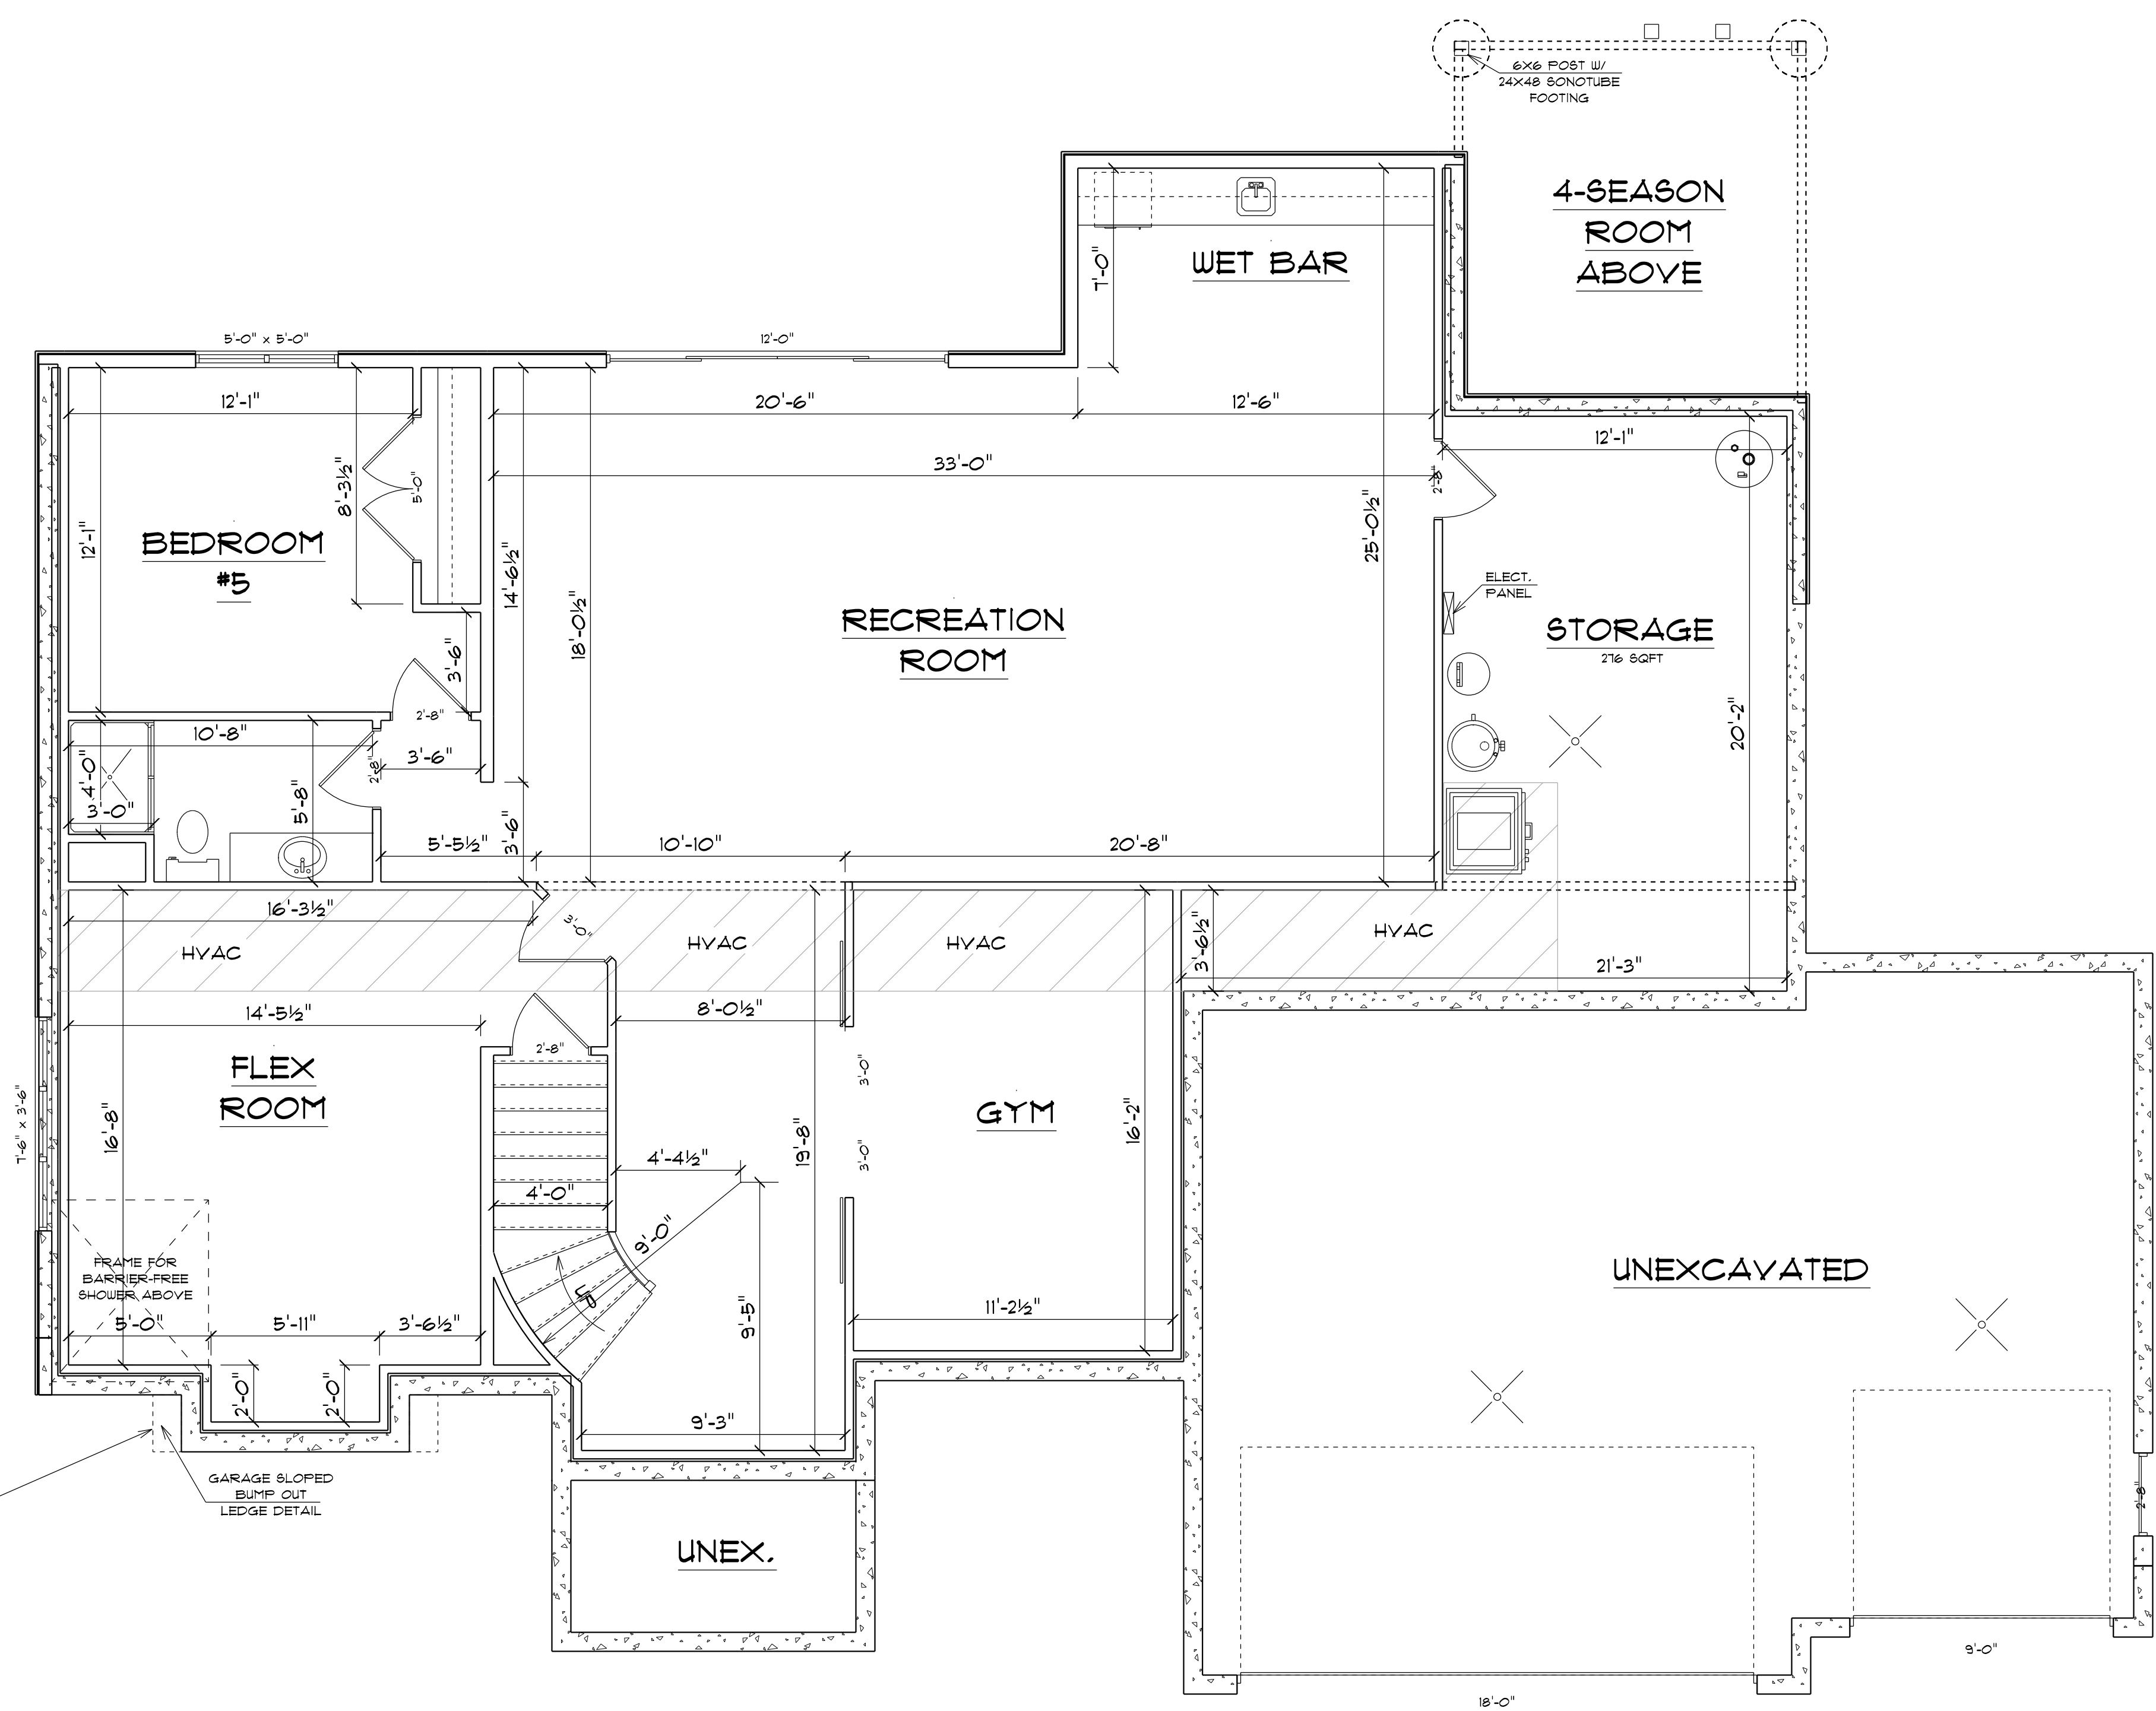 6X6 POST W/
24X48 SONOTUBE
FOOTING
4-SEASON
ROOM
ABOVE
WET BAR
7'-0"
5'-0" x 5'-0"
12'-0"
12'-1"
20'-6"
12'-6"
12'-1"
33'-0"
2'-8"
8'-3½"
5'-0"
12'-1"
25'-0½"
BEDROOM
#5
14'-6½"
18'-0½"
RECREATION
ROOM
ELECT.
PANEL
STORAGE
276 SQFT
3'-6"
2'-8"
20'-2"
10'-8"
3'-6"
2'-8"
4'-0"
3'-0"
5'-8"
5'-5½"
3'-6"
10'-10"
20'-8"
16'-3½"
3'-0"
HVAC
HVAC
HVAC
HVAC
3'-6½"
21'-3"
14'-5½"
8'-0½"
2'-8"
FLEX
ROOM
3'-0"
GYM
7'-6" x 3'-6"
16'-8"
19'-8"
3'-0"
16'-2"
4'-4½"
4'-0"
9'-0"
UP
FRAME FOR
BARRIER-FREE
SHOWER ABOVE
UNEXCAVATED
5'-0"
5'-11"
3'-6½"
9'-5"
11'-2½"
2'-0"
2'-0"
9'-3"
GARAGE SLOPED
BUMP OUT
LEDGE DETAIL
2'-8"
UNEX.
9'-0"
18'-0"